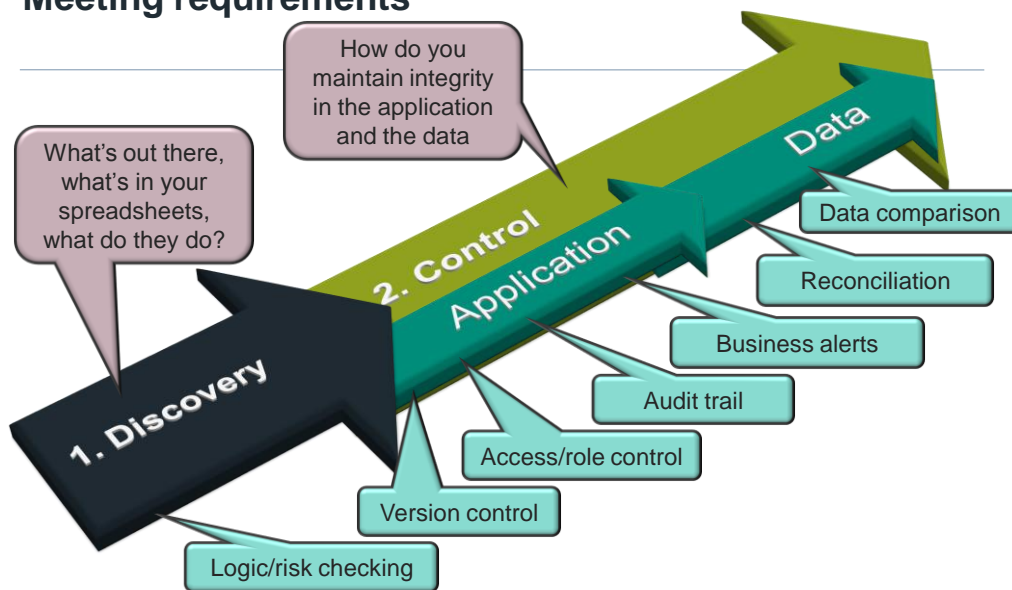 Meeting requirements
How do you
maintain integrity
in the application
and the data
What's out there,
what's in your
spreadsheets,
what do they do?
1. Discovery
2. Control
Application
Data
Data comparison
Reconciliation
Business alerts
Audit trail
Access/role control
Version control
Logic/risk checking